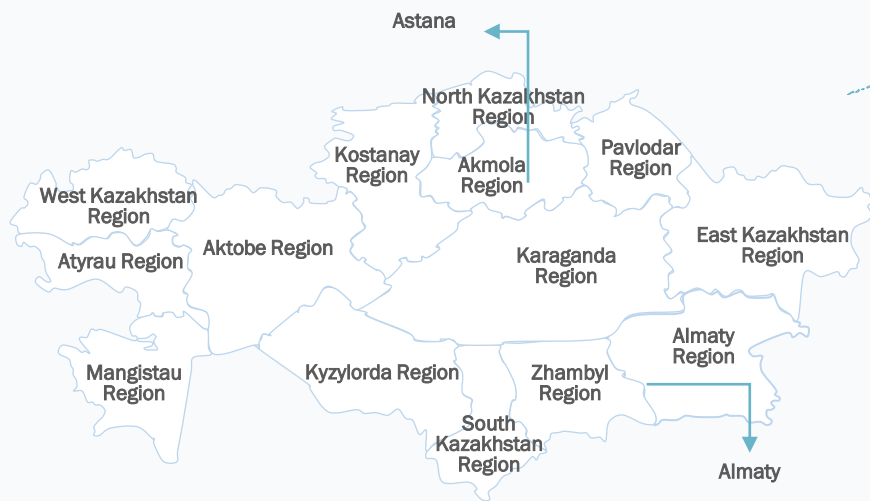 Astana
North Kazakhstan
Region
Kostanay
Region
Akmola
Region
Pavlodar
Region
West Kazakhstan
Region
Atyrau Region
Aktobe Region
Karaganda
Region
East Kazakhstan
Region
Mangistau
Region
Kyzylorda Region
Zhambyl
Region
Almaty
Region
South
Kazakhstan
Region
Almaty